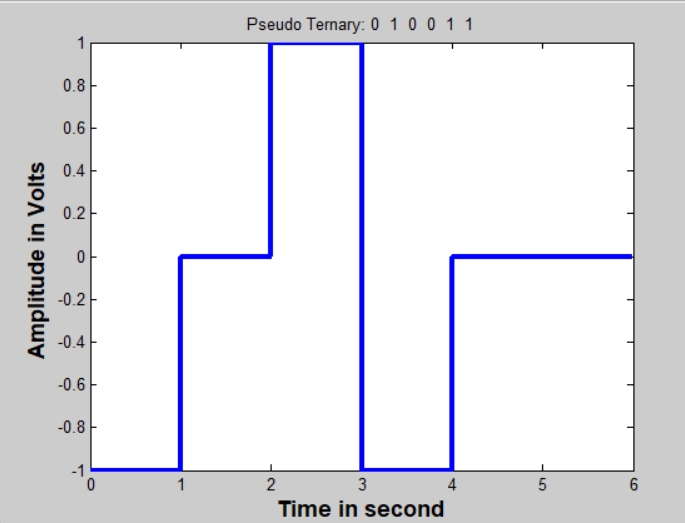 Pseudo Ternary: 0 1 0 0 1 1
1
0.8
0.6
0.4
0.2
0
-0.2
-0.4
-0.6
-0.8
-1
Amplitude in Volts
0 1 2 3 4 5 6
Time in second